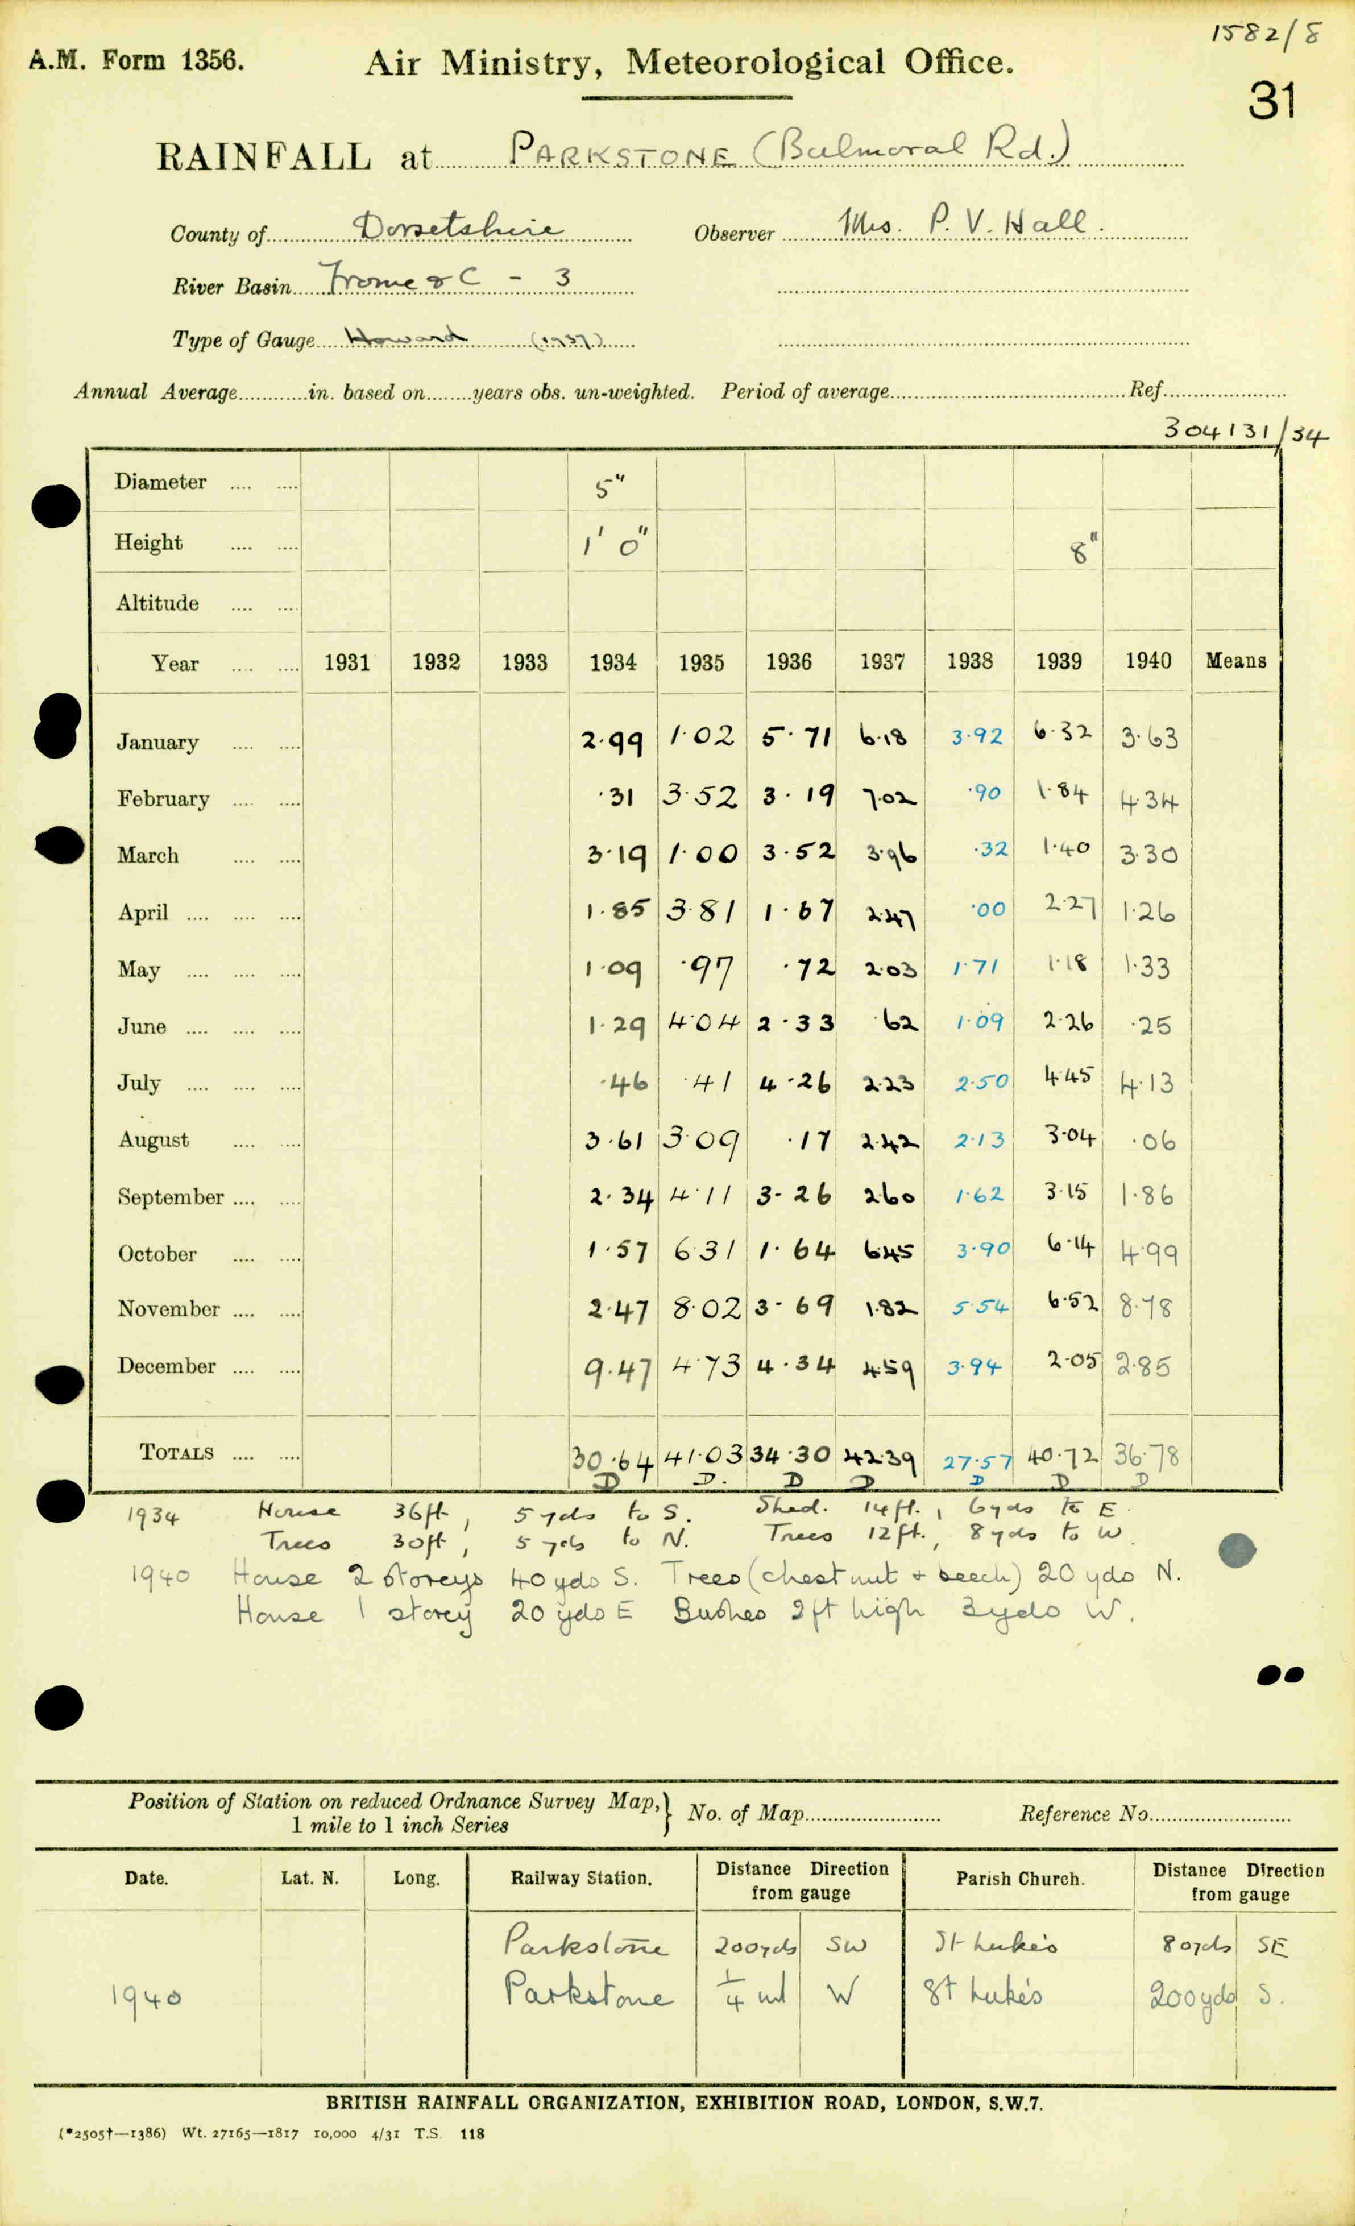 1582/8
A.M. Form 1356. Air Ministry, Meteorological Office.
31
RAINFALL at PARKSTONE (Balmoral Rd.)
County of Dorsetshire Observer Mrs. P. V. Hall.
River Basin Frome & C - 3
Type of Gauge Howard (1937)
Annual Average in. based on years obs. un-weighted. Period of average Ref.
304131/34
Diameter 5"
Height 1' 0" 8"
Altitude
Year 1931 1932 1933 1934 1935 1936 1937 1938 1939 1940 Means
January 2.99 1.02 5.71 6.18 3.92 6.32 3.63
February .31 3.52 3.19 7.02 .90 1.84 4.34
March 3.19 1.00 3.52 3.96 .32 1.40 3.30
April 1.85 3.81 1.67 2.47 .00 2.27 1.26
May 1.09 .97 .72 2.03 1.71 1.18 1.33
June 1.29 4.04 2.33 .62 1.09 2.26 .25
July .46 .41 4.26 2.23 2.50 4.45 4.13
August 3.61 3.09 .17 2.42 2.13 3.04 .06
September 2.34 4.11 3.26 2.60 1.62 3.15 1.86
October 1.57 6.31 1.64 6.45 3.90 6.14 4.99
November 2.47 8.02 3.69 1.82 5.54 6.52 8.78
December 9.47 4.73 4.34 4.59 3.94 2.05 2.85
TOTALS 30.64 41.03 34.30 42.39 27.57 40.72 36.78
D D. D D D D D
1934 House 36ft, 5 yds to S. Shed. 14ft., 6yds to E.
Trees 30ft, 5 yds to N. Trees 12ft., 8 yds to W
1940 House 2 storeys 40 yds S. Trees (chestnut + beech) 20 yds N.
House 1 storey 20 yds E Bushes 2ft high 3yds W.
Position of Station on reduced Ordnance Survey Map,} No. of Map Reference No.
1 mile to 1 inch Series
Date. Lat. N. Long. Railway Station. Distance Direction from gauge Parish Church. Distance Direction from gauge
Parkstone 200yds SW St Luke's 80yds SE
1940 Parkstone 1/4 ml W St Luke's 200yds S.
BRITISH RAINFALL ORGANIZATION, EXHIBITION ROAD, LONDON, S.W.7.
(*2505†—1386) Wt. 27165—1817 10,000 4/31 T.S. 118